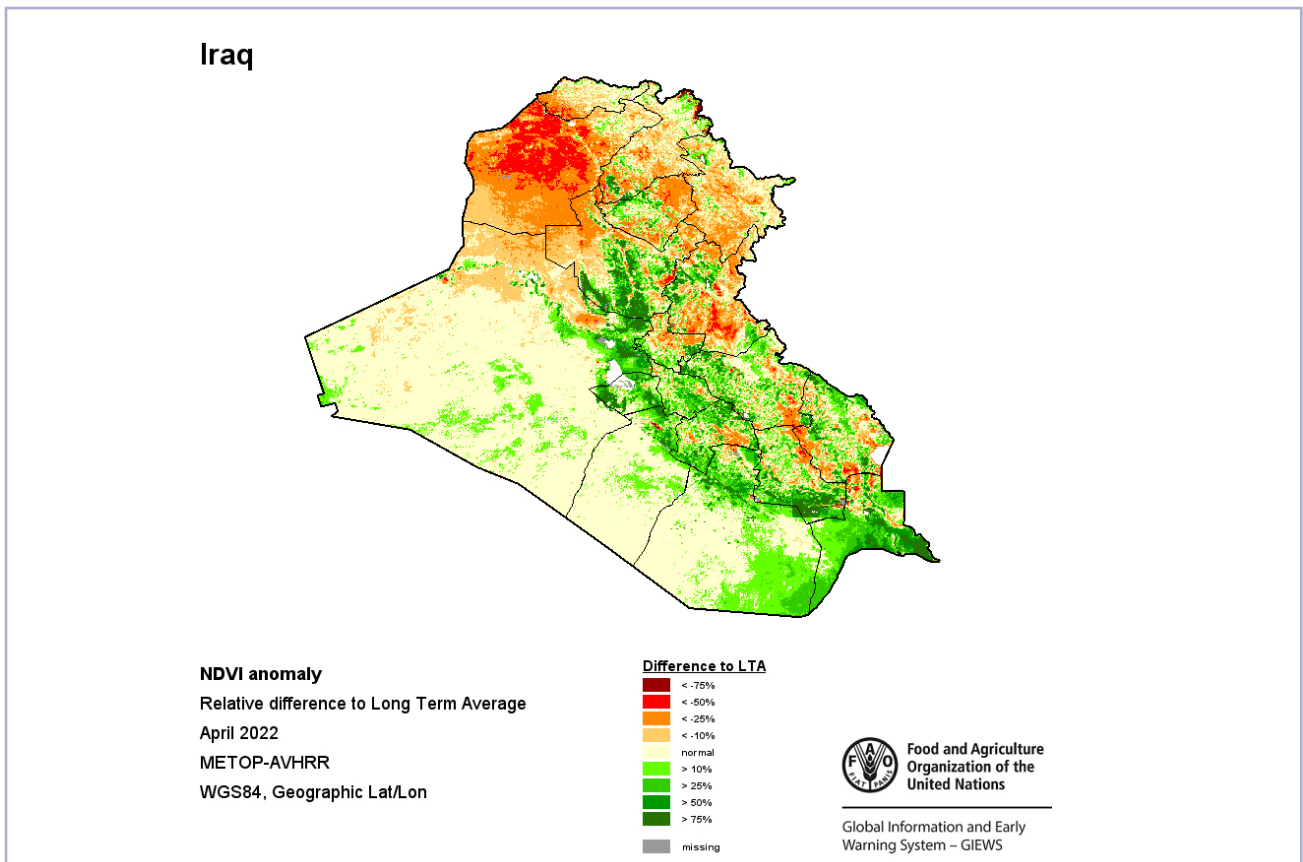 Iraq
NDVI anomaly
Relative difference to Long Term Average
April 2022
METOP-AVHRR
WGS84, Geographic Lat/Lon
Difference to LTA
< -75%
< -50%
< -25%
< -10%
normal
> 10%
> 25%
> 50%
> 75%
missing
F A O
FIAT PANIS
Food and Agriculture
Organization of the
United Nations
Global Information and Early
Warning System – GIEWS